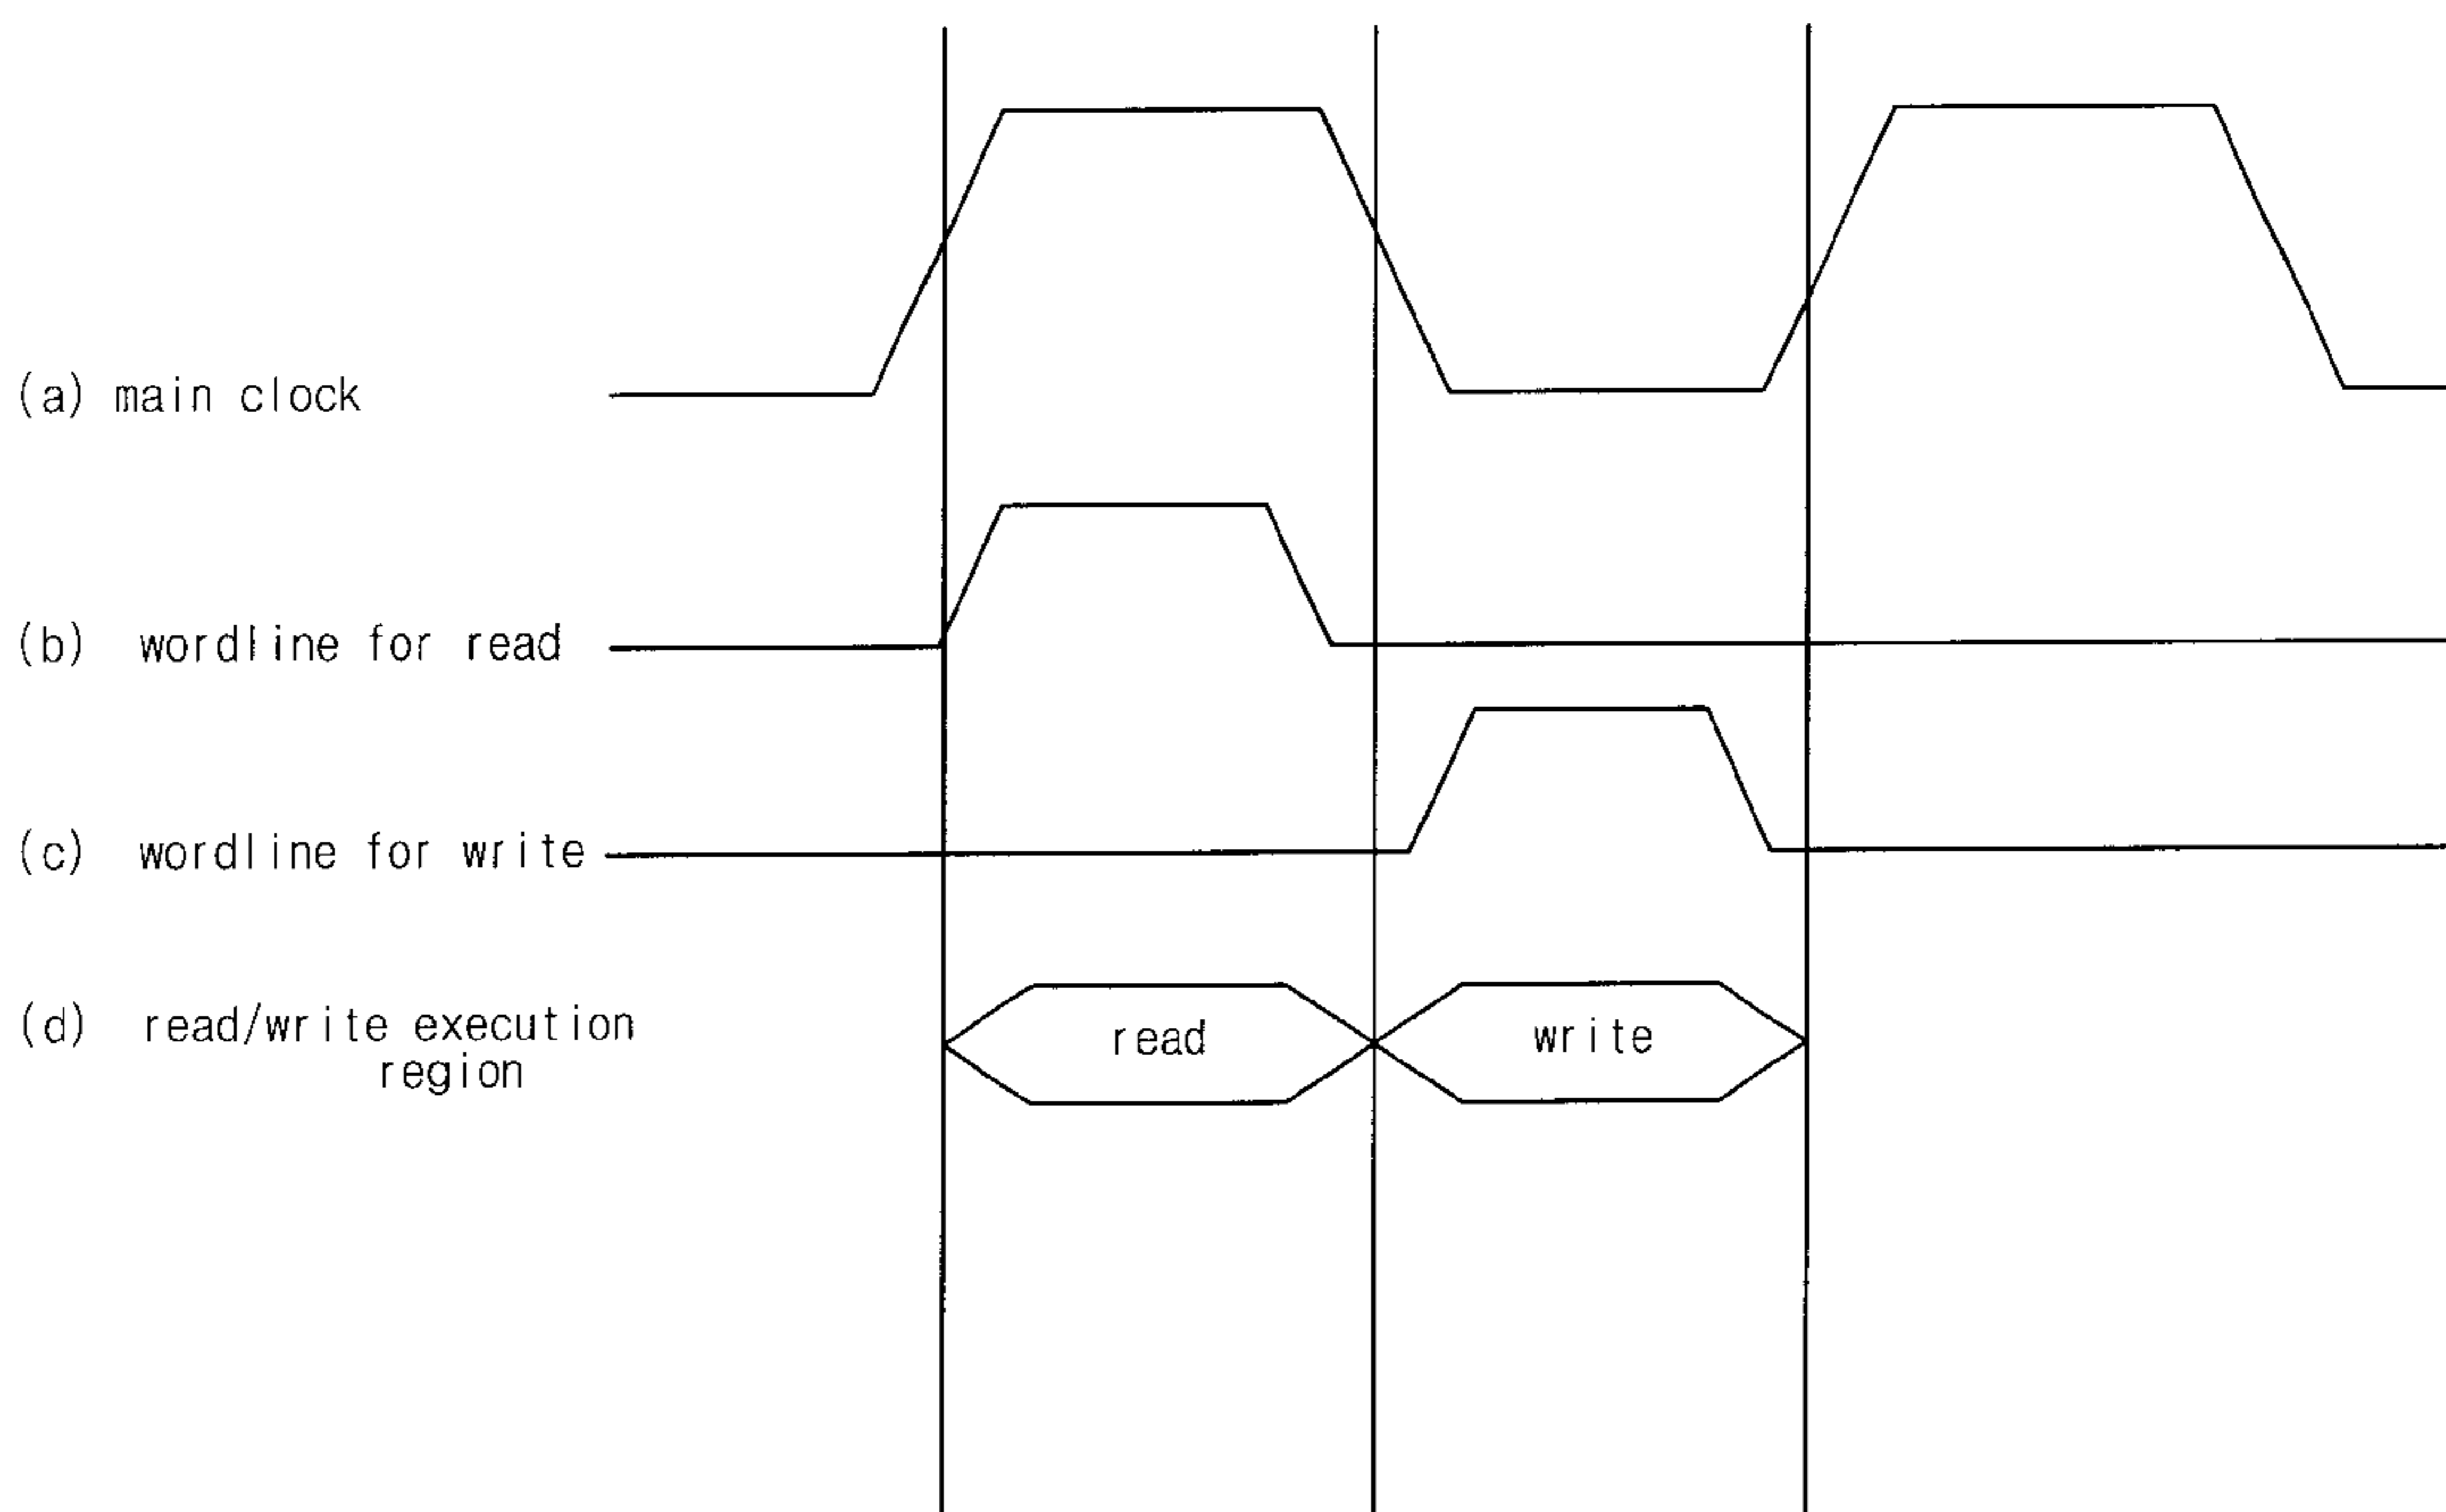 (a) main clock
(b) wordline for read
(c) wordline for write
(d) read/write execution
region
read
write